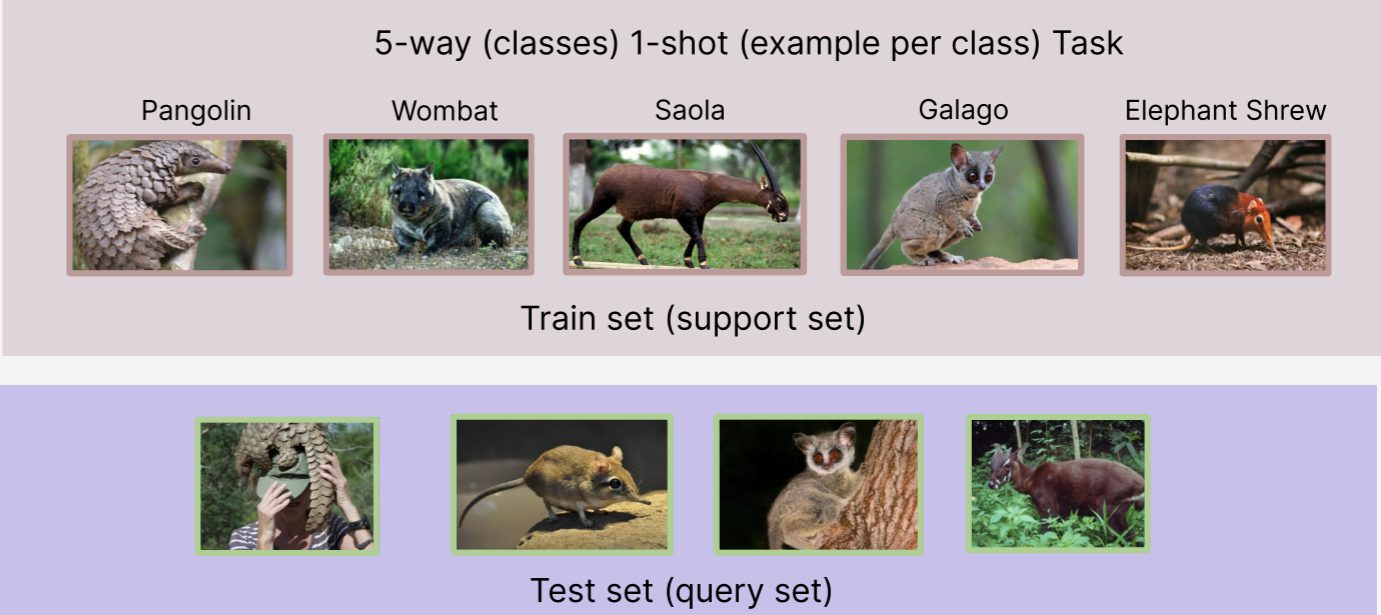 5-way (classes) 1-shot (example per class) Task
Pangolin
Wombat
Saola
Galago
Elephant Shrew
Train set (support set)
Test set (query set)